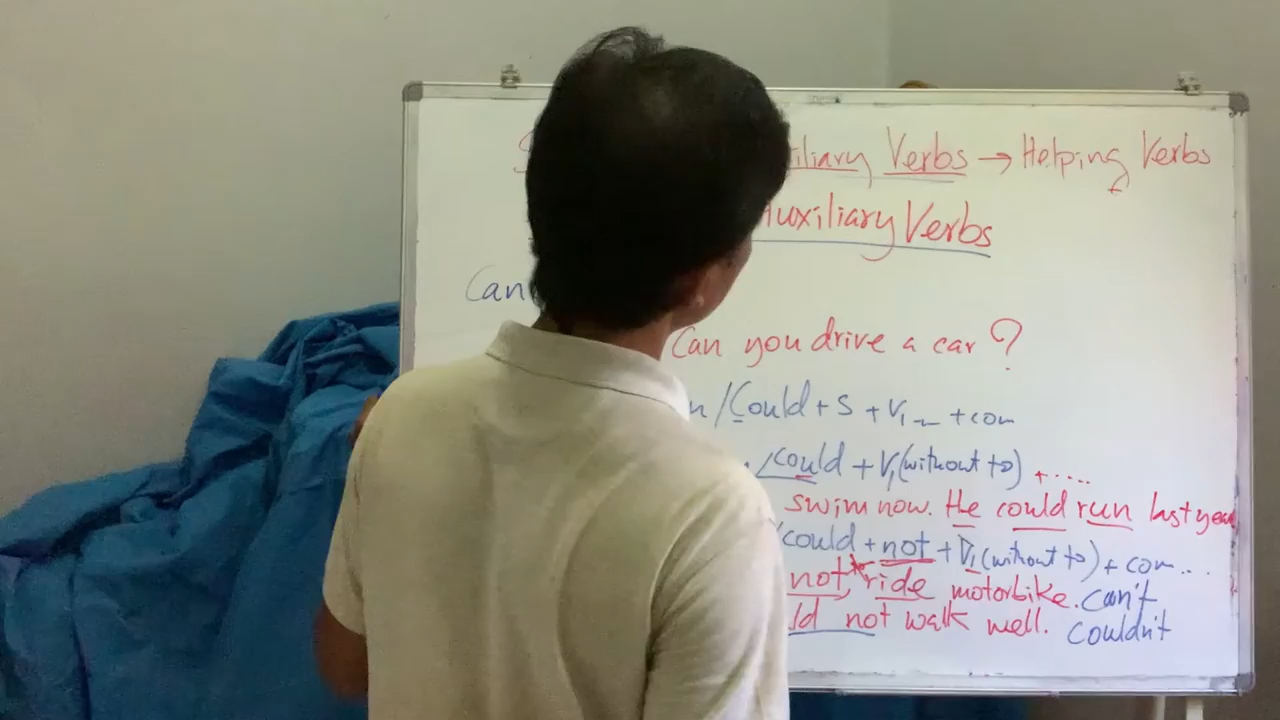 iliary Verbs → Helping Verbs
Auxiliary Verbs
Can
Can you drive a car?
/Could + S + V1 + com
/could + V1 (without to) + .....
swim now. He could run last year
could + not + V1 (without to) + com...
not, ride motorbike. can't
ld not walk well. couldn't